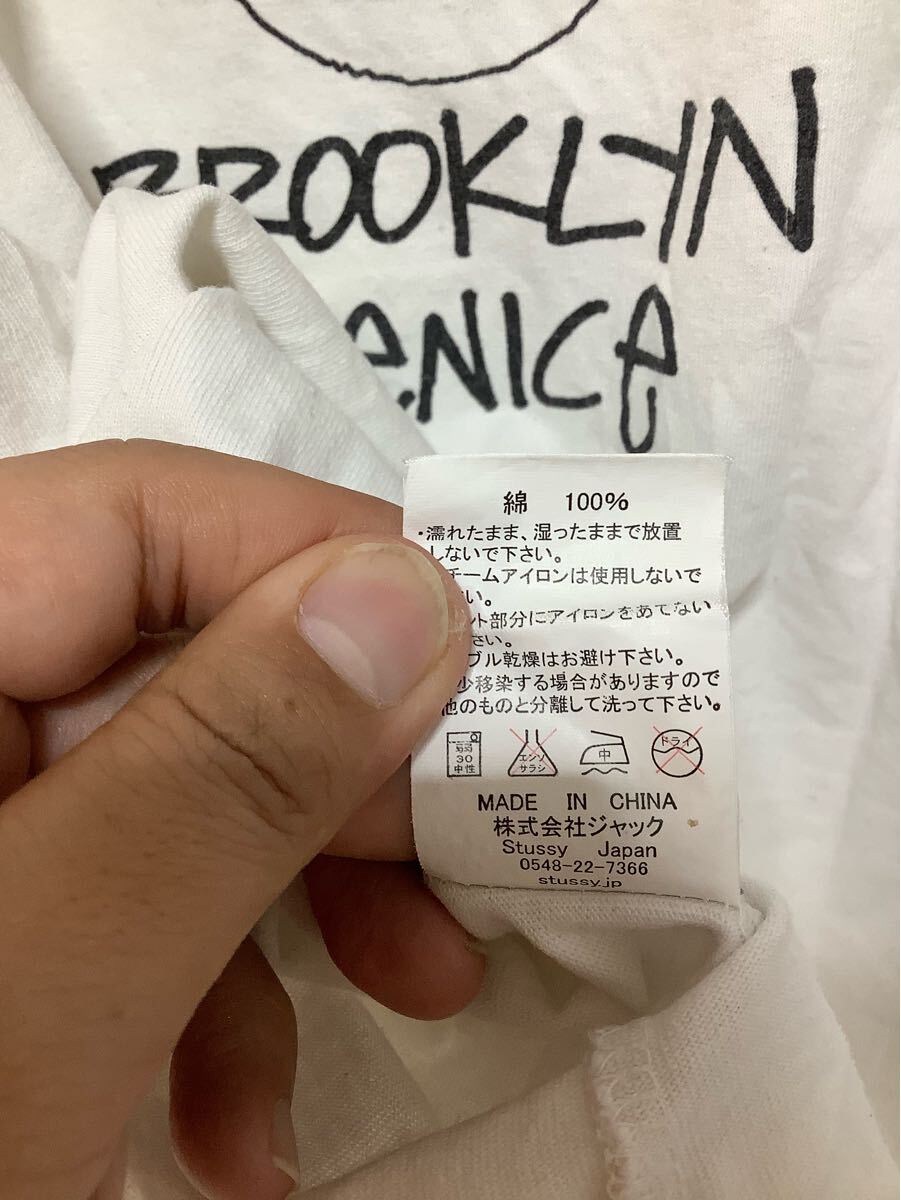 BROOKLYN
eNICe
綿 100%
・濡れたまま、湿ったままで放置
しないで下さい。
チームアイロンは使用しないで
い。
ント部分にアイロンをあてない
さい。
ブル乾燥はお避け下さい。
少移染する場合がありますので
他のものと分離して洗って下さい。
弱 30 中性
エンソ サラシ
中
ドライ
MADE IN CHINA
株式会社ジャック
Stussy Japan
0548-22-7366
stussy.jp